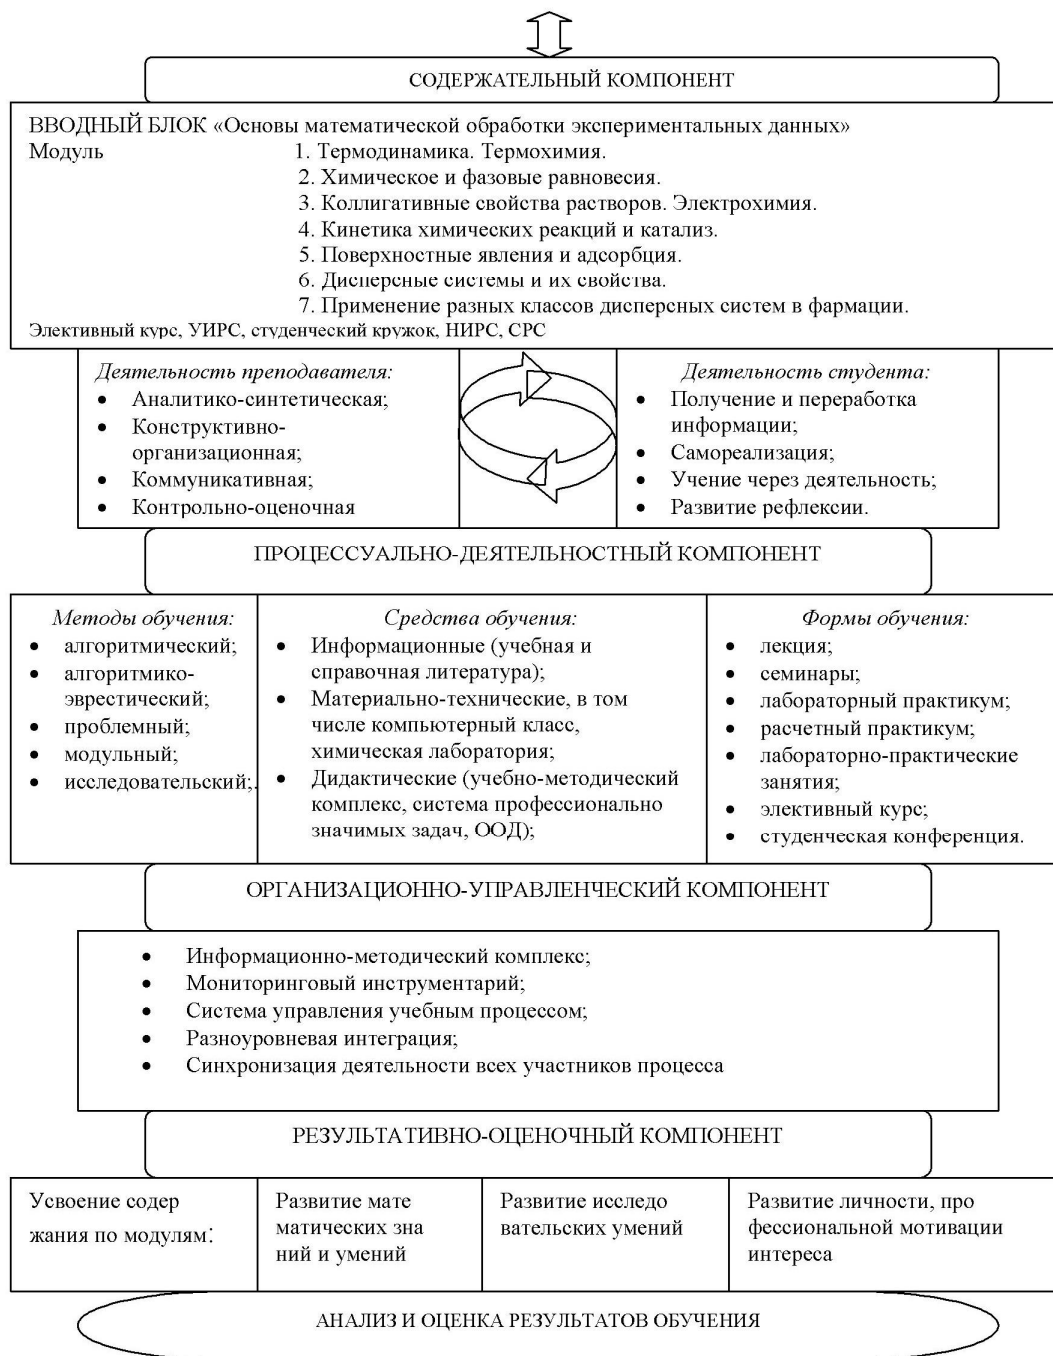 СОДЕРЖАТЕЛЬНЫЙ КОМПОНЕНТ
ВВОДНЫЙ БЛОК «Основы математической обработки экспериментальных данных»
Модуль 1. Термодинамика. Термохимия.
2. Химическое и фазовые равновесия.
3. Коллигативные свойства растворов. Электрохимия.
4. Кинетика химических реакций и катализ.
5. Поверхностные явления и адсорбция.
6. Дисперсные системы и их свойства.
7. Применение разных классов дисперсных систем в фармации.
Элективный курс, УИРС, студенческий кружок, НИРС, СРС
Деятельность преподавателя:
• Аналитико-синтетическая;
• Конструктивно-
организационная;
• Коммуникативная;
• Контрольно-оценочная
Деятельность студента:
• Получение и переработка
информации;
• Самореализация;
• Учение через деятельность;
• Развитие рефлексии.
ПРОЦЕССУАЛЬНО-ДЕЯТЕЛЬНОСТНЫЙ КОМПОНЕНТ
Методы обучения:
• алгоритмический;
• алгоритмико-
эврестический;
• проблемный;
• модульный;
• исследовательский;.
Средства обучения:
• Информационные (учебная и
справочная литература);
• Материально-технические, в том
числе компьютерный класс,
химическая лаборатория;
• Дидактические (учебно-методический
комплекс, система профессионально
значимых задач, ООД);
Формы обучения:
• лекция;
• семинары;
• лабораторный практикум;
• расчетный практикум;
• лабораторно-практические
занятия;
• элективный курс;
• студенческая конференция.
ОРГАНИЗАЦИОННО-УПРАВЛЕНЧЕСКИЙ КОМПОНЕНТ
• Информационно-методический комплекс;
• Мониторинговый инструментарий;
• Система управления учебным процессом;
• Разноуровневая интеграция;
• Синхронизация деятельности всех участников процесса
РЕЗУЛЬТАТИВНО-ОЦЕНОЧНЫЙ КОМПОНЕНТ
Усвоение содер
жания по модулям:
Развитие мате
матических зна
ний и умений
Развитие исследо
вательских умений
Развитие личности, про
фессиональной мотивации
интереса
АНАЛИЗ И ОЦЕНКА РЕЗУЛЬТАТОВ ОБУЧЕНИЯ